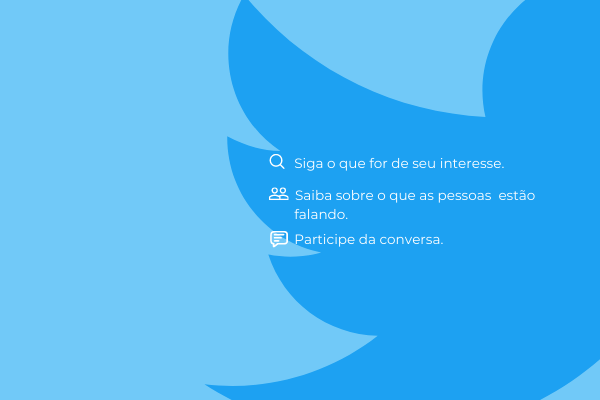 Siga o que for de seu interesse.
Saiba sobre o que as pessoas  estão
falando.
Participe da conversa.